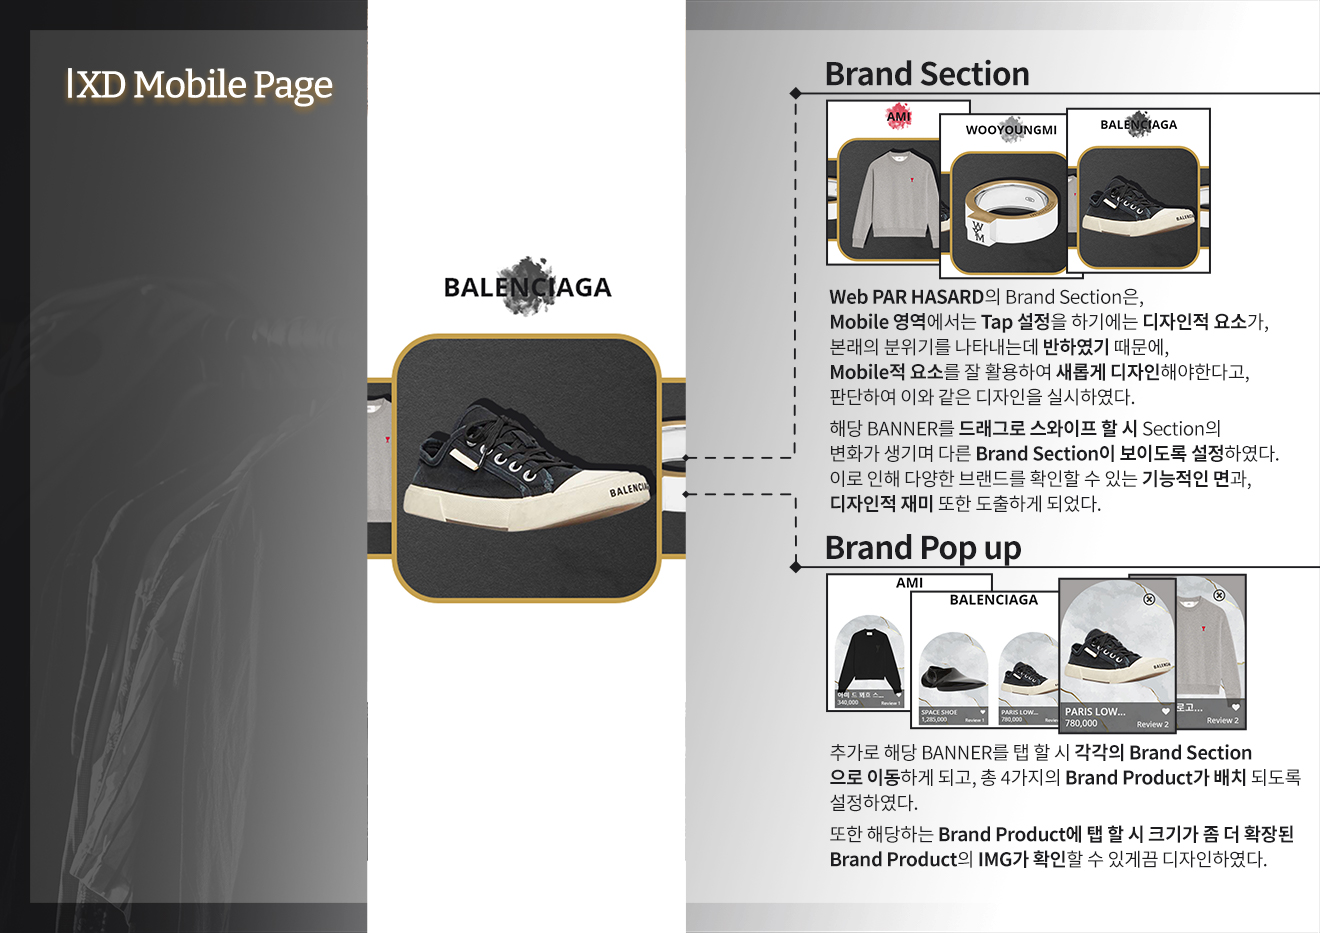 XD Mobile Page
BALENCIAGA
BALENCIAGA
Brand Section
AMI
WOOYOUNGMI
BALENCIAGA
W
Y
M
BALENC
Web PAR HASARD의 Brand Section은,
Mobile 영역에서는 Tap 설정을 하기에는 디자인적 요소가,
본래의 분위기를 나타내는데 반하였기 때문에,
Mobile적 요소를 잘 활용하여 새롭게 디자인해야한다고,
판단하여 이와 같은 디자인을 실시하였다.
해당 BANNER를 드래그로 스와이프 할 시 Section의
변화가 생기며 다른 Brand Section이 보이도록 설정하였다.
이로 인해 다양한 브랜드를 확인할 수 있는 기능적인 면과,
디자인적 재미 또한 도출하게 되었다.
Brand Pop up
AMI
340,000 Review 1
BALENCIAGA
SPACE SHOE
1,285,000 Review 1
PARIS LOW...
780,000
PARIS LOW...
780,000 Review 2
로고...
Review 2
추가로 해당 BANNER를 탭 할 시 각각의 Brand Section
으로 이동하게 되고, 총 4가지의 Brand Product가 배치 되도록
설정하였다.
또한 해당하는 Brand Product에 탭 할 시 크기가 좀 더 확장된
Brand Product의 IMG가 확인할 수 있게끔 디자인하였다.